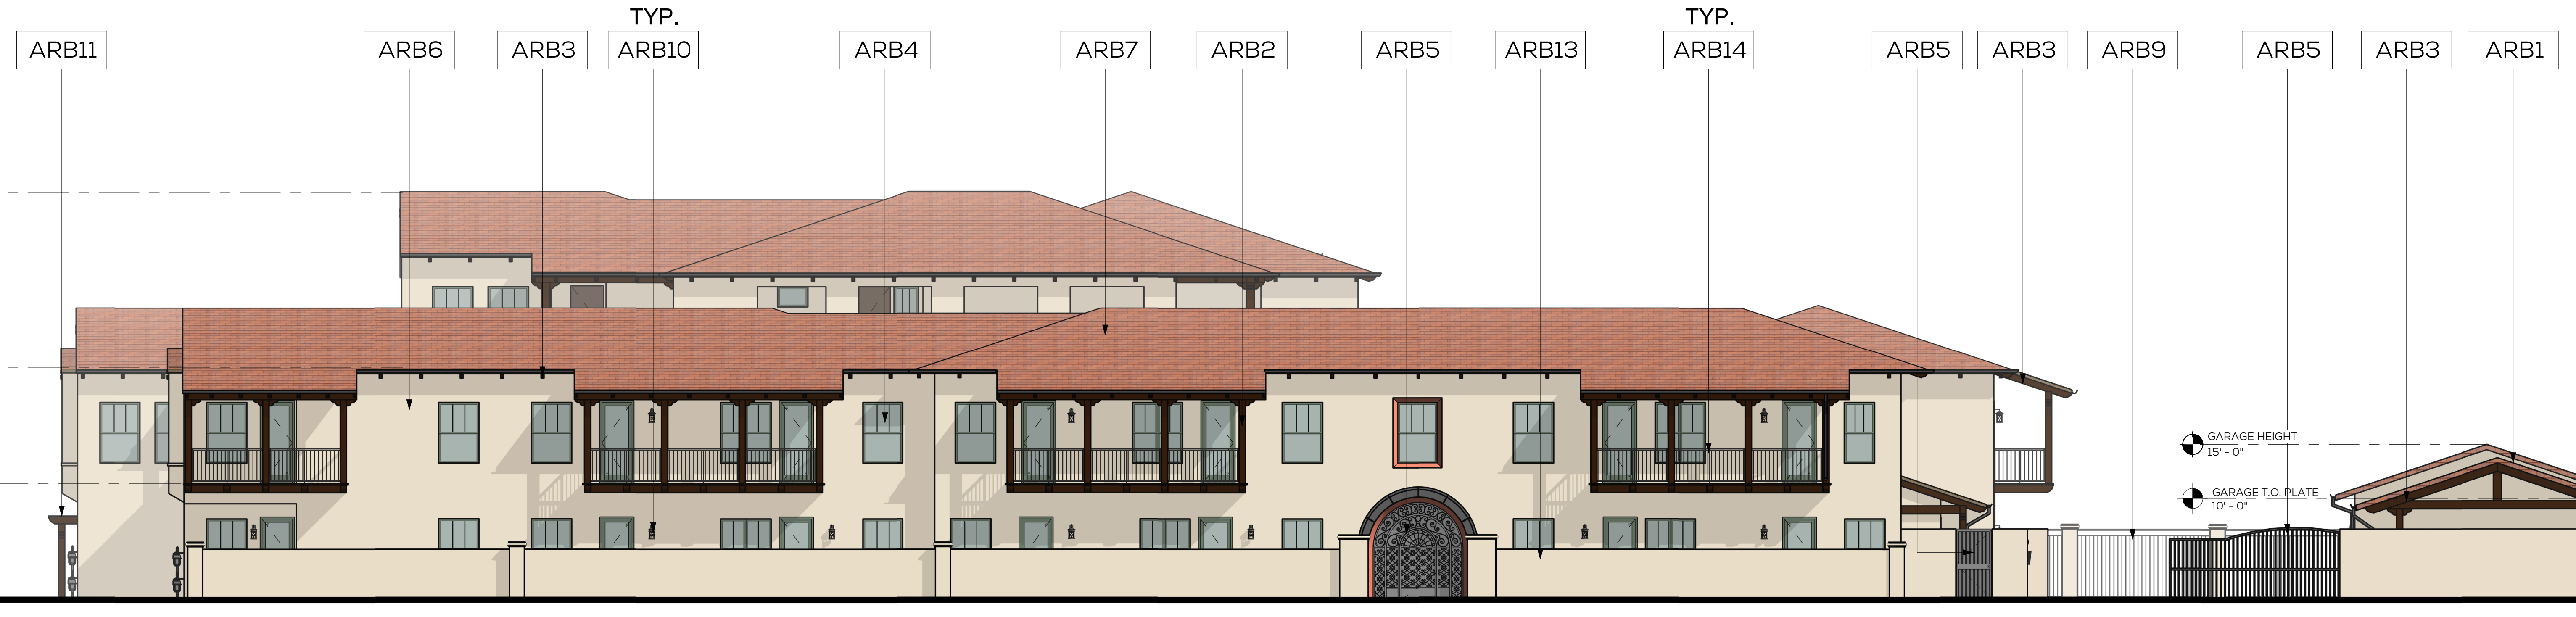 TYP. TYP.
ARB11 ARB6 ARB3 ARB10 ARB4 ARB7 ARB2 ARB5 ARB13 ARB14 ARB5 ARB3 ARB9 ARB5 ARB3 ARB1
GARAGE HEIGHT
15' - 0"
GARAGE T.O. PLATE
10' - 0"